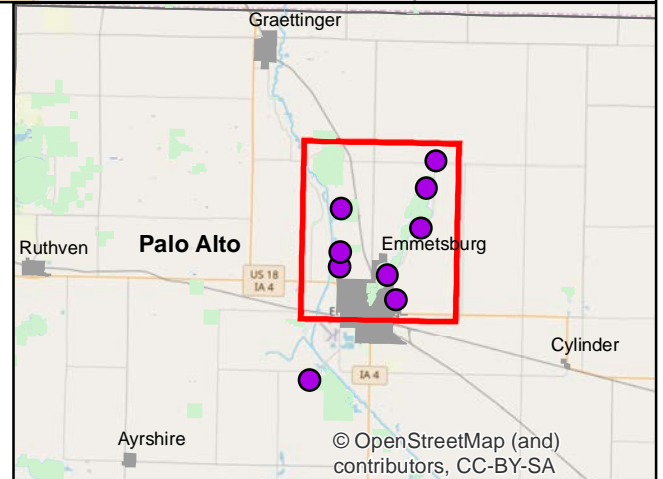 Graettinger
Emmetsburg
Palo Alto
Ruthven
US 18
IA 4
Cylinder
IA 4
Ayrshire
© OpenStreetMap (and)
contributors, CC-BY-SA